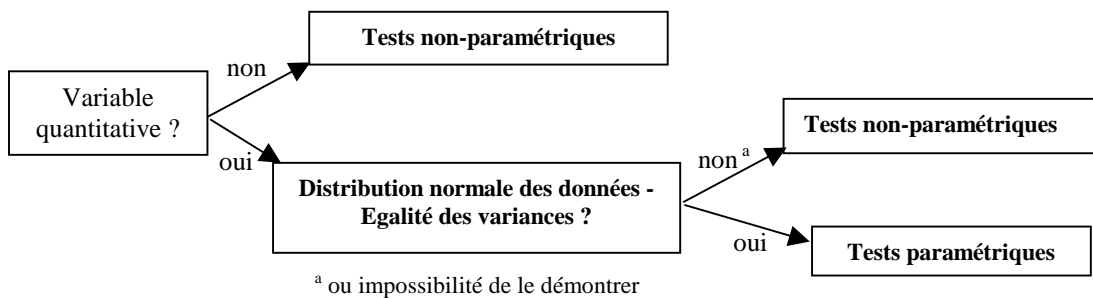 Tests non-paramétriques
non
Variable
quantitative ?
oui
Distribution normale des données -
Egalité des variances ?
non ᵃ
Tests non-paramétriques
oui
Tests paramétriques
ᵃ ou impossibilité de le démontrer